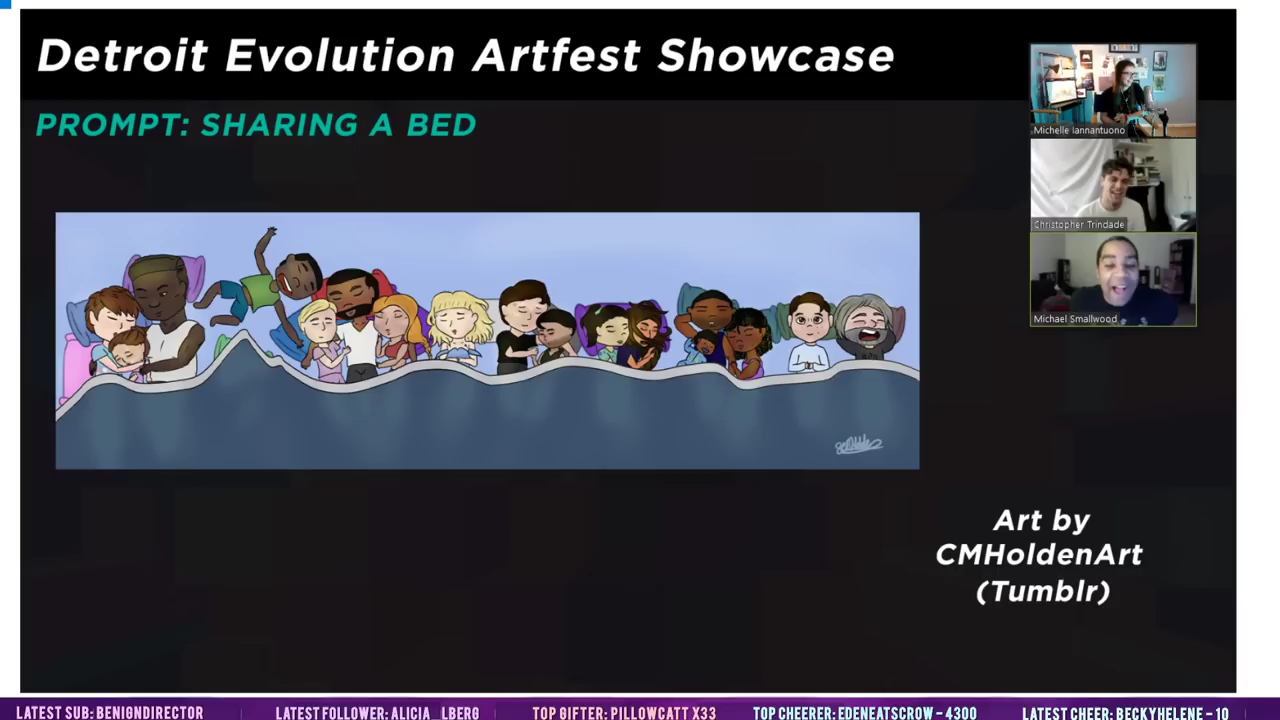 Detroit Evolution Artfest Showcase
PROMPT: SHARING A BED
Michelle Iannantuono
Christopher Trindade
Michael Smallwood
Art by
CMHoldenArt
(Tumblr)
LATEST SUB: BENIGNDIRECTOR
LATEST FOLLOWER: ALICIA_LBERG
TOP GIFTER: PILLOWCATT X33
TOP CHEERER: EDENEATSCROW - 4300
LATEST CHEER: BECKYHELENE - 10